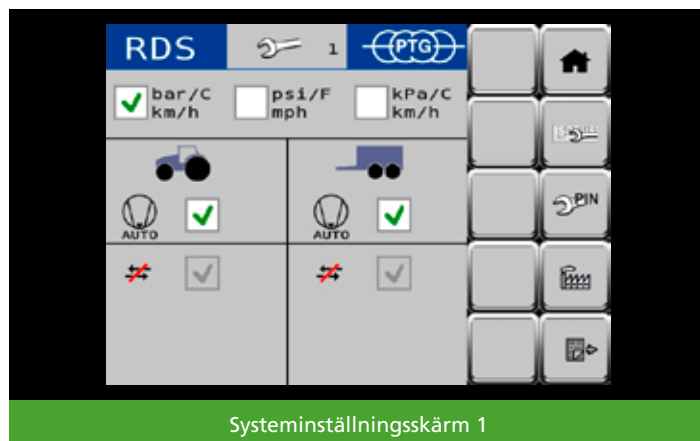 RDS 1 PTG
bar/C psi/F kPa/C
km/h mph km/h
AUTO AUTO
PIN
Systeminställningsskärm 1